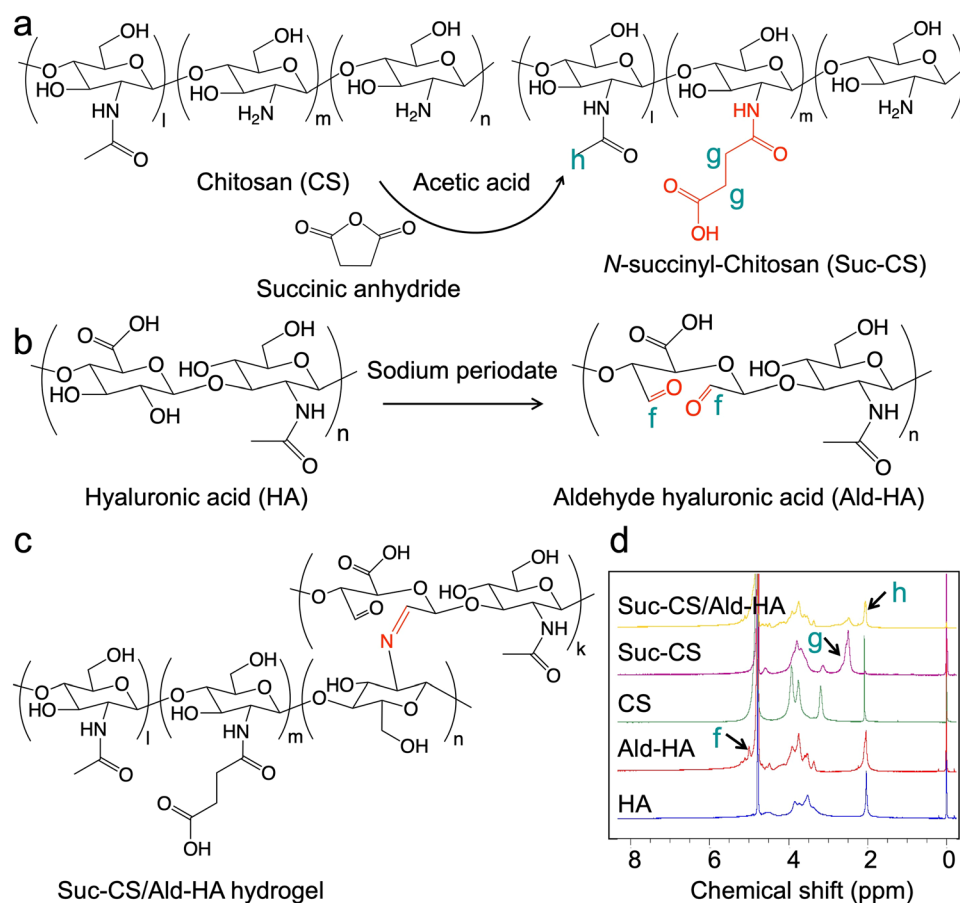 a
OH OH OH OH OH OH
O O O O O O O O O O O O
HO HO HO HO HO HO
NH l H₂N m H₂N n NH l HN m H₂N n
O h O g O
Chitosan (CS) Acetic acid
O g
O O O OH
N-succinyl-Chitosan (Suc-CS)
Succinic anhydride
b
O OH OH O OH OH
O O HO O O O HO O
HO O Sodium periodate O O O
OH NH n f f NH n
O O
Hyaluronic acid (HA) Aldehyde hyaluronic acid (Ald-HA)
c
O OH OH
O O HO O
O O
NH k
N O
OH OH
O O O O HO O
HO HO O
NH l HN m OH n
O O
O
OH
Suc-CS/Ald-HA hydrogel
d
Suc-CS/Ald-HA h
Suc-CS g
CS
Ald-HA f
HA
8 6 4 2 0
Chemical shift (ppm)